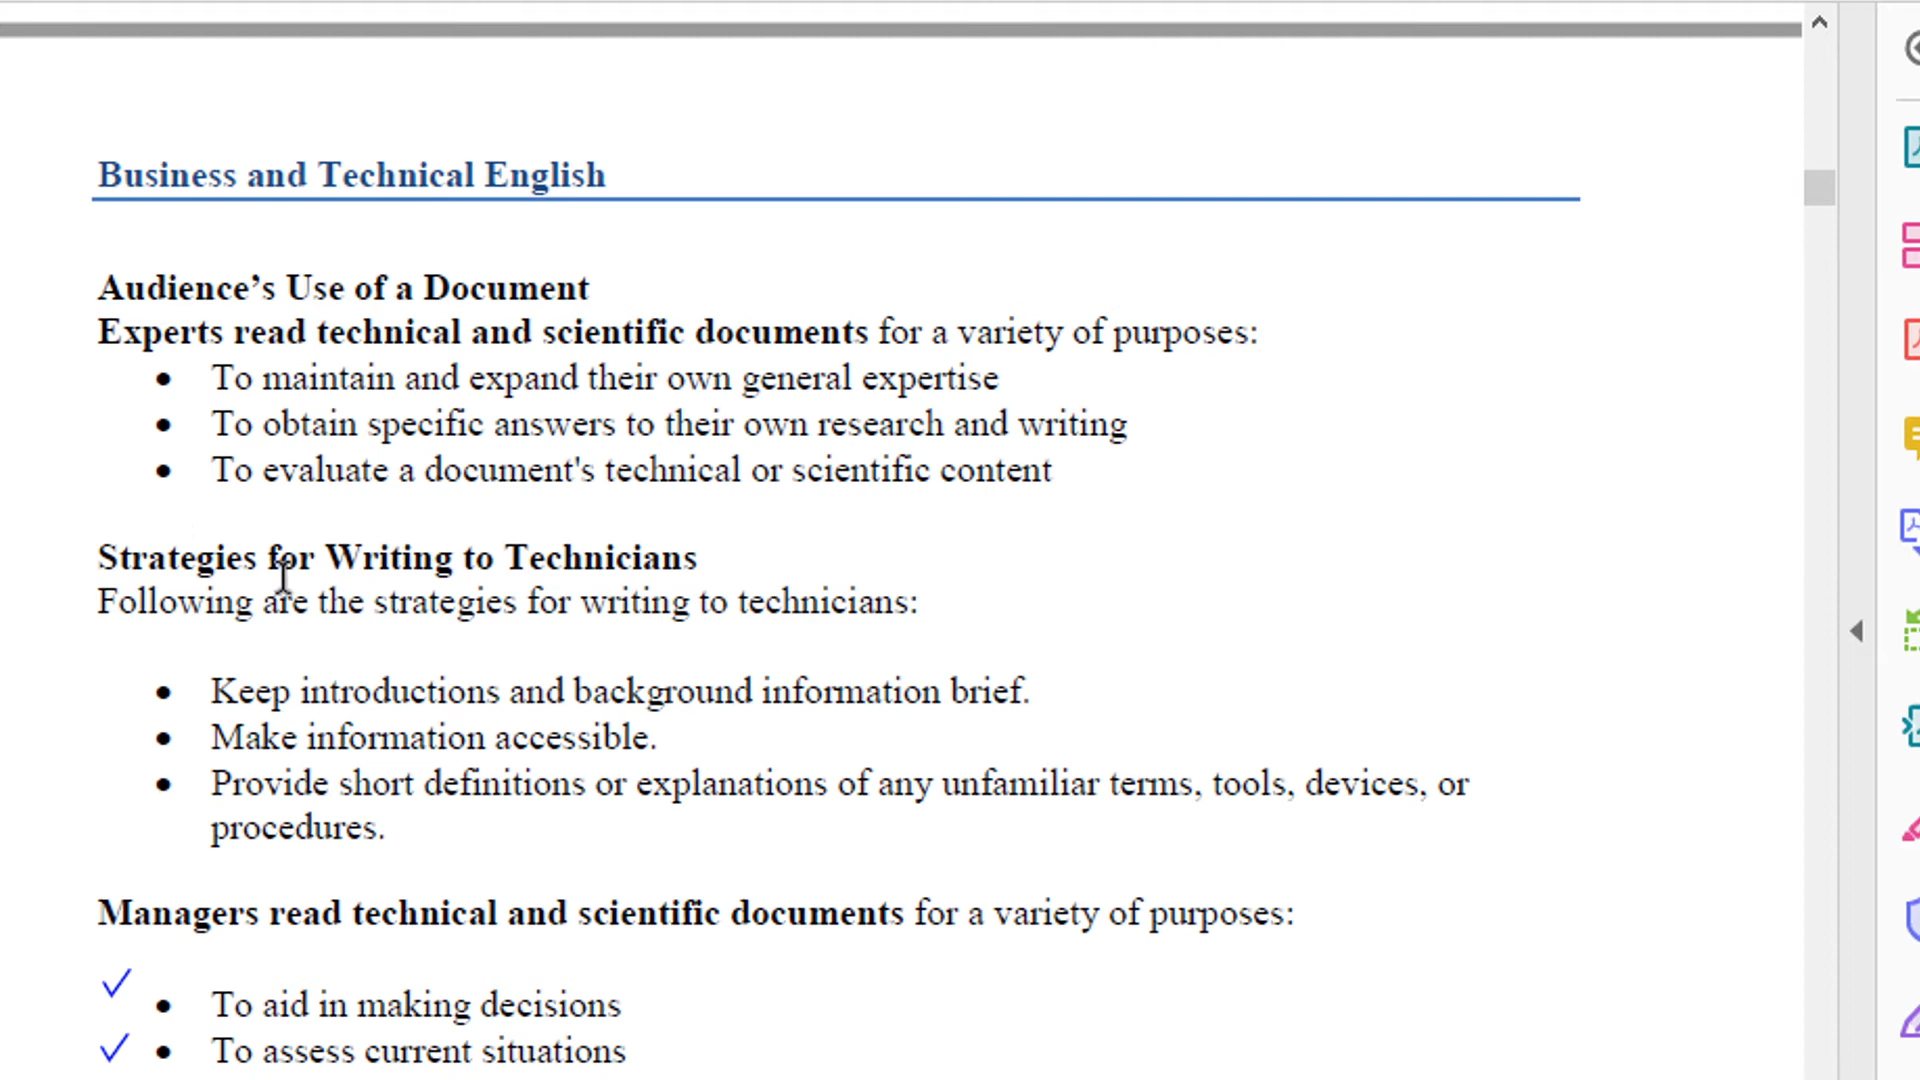 Business and Technical English
Audience’s Use of a Document
Experts read technical and scientific documents for a variety of purposes:
• To maintain and expand their own general expertise
• To obtain specific answers to their own research and writing
• To evaluate a document's technical or scientific content
Strategies for Writing to Technicians
Following are the strategies for writing to technicians:
• Keep introductions and background information brief.
• Make information accessible.
• Provide short definitions or explanations of any unfamiliar terms, tools, devices, or
procedures.
Managers read technical and scientific documents for a variety of purposes:
• To aid in making decisions
• To assess current situations